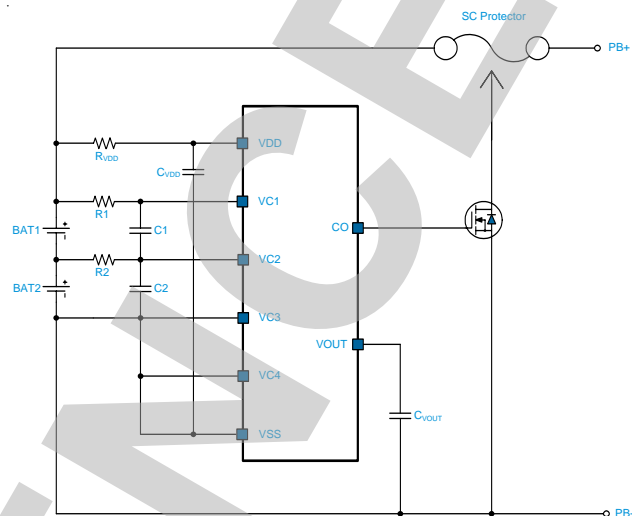 SC Protector
PB+
VDD
RVDD
CVDD
VC1
R1
BAT1
C1
CO
VC2
R2
BAT2
C2
VC3
VOUT
VC4
CVOUT
VSS
PB-